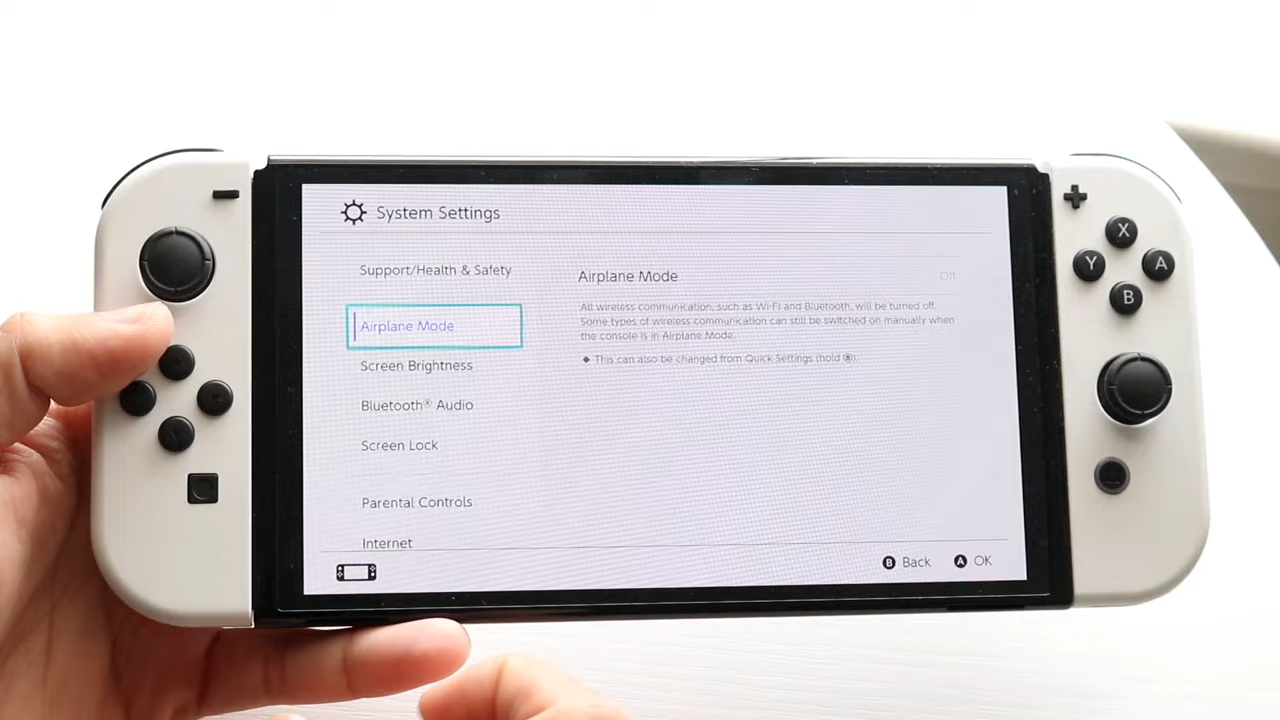 System Settings
Support/Health & Safety
Airplane Mode
Screen Brightness
Bluetooth® Audio
Screen Lock
Parental Controls
Internet
Airplane Mode Off
All wireless communication, such as Wi-Fi and Bluetooth, will be turned off.
Some types of wireless communication can still be switched on manually when
the console is in Airplane Mode.
◆ This can also be changed from Quick Settings (hold ).
B Back A OK
X
Y A
B